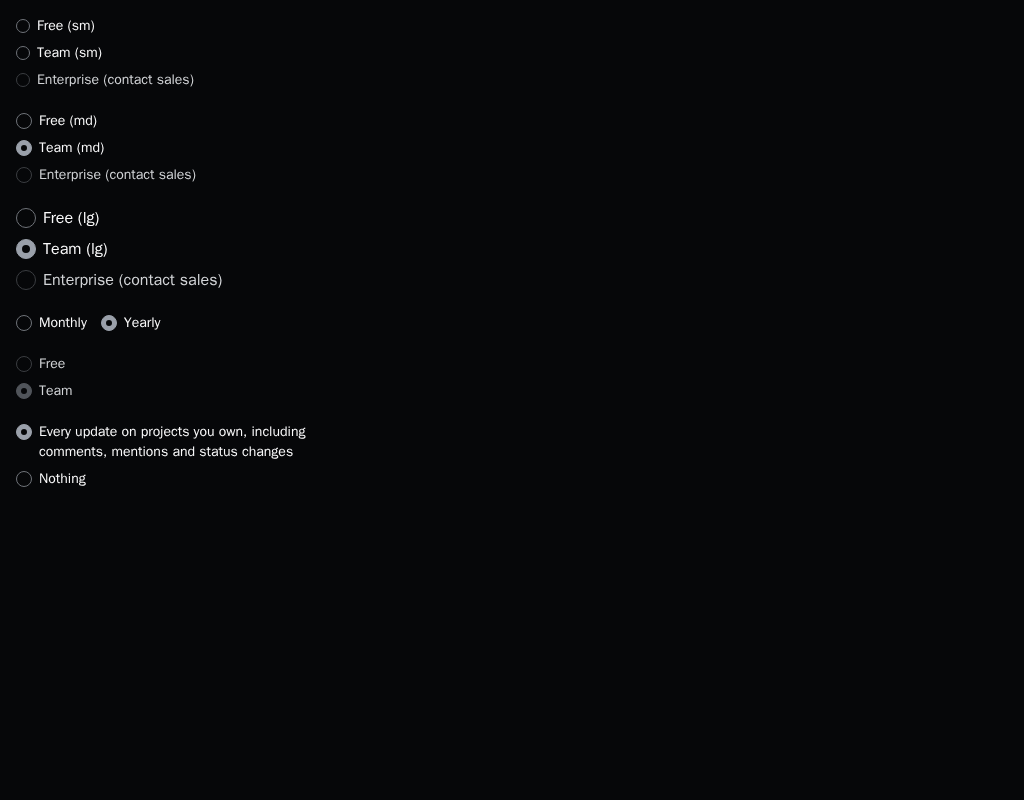 Free (sm)
Team (sm)
Enterprise (contact sales)
Free (md)
Team (md)
Enterprise (contact sales)
Free (lg)
Team (lg)
Enterprise (contact sales)
Monthly Yearly
Free
Team
Every update on projects you own, including
comments, mentions and status changes
Nothing